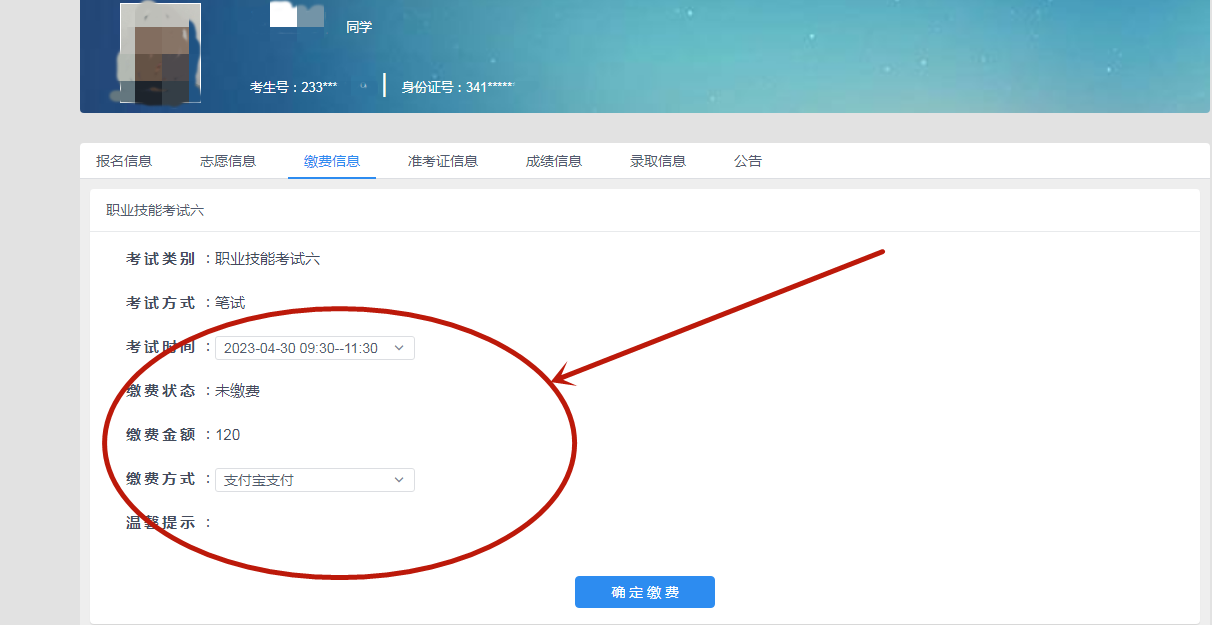 同学
考生号：233*** 身份证号：341*****
报名信息 志愿信息 缴费信息 准考证信息 成绩信息 录取信息 公告
职业技能考试六
考试类别 ：职业技能考试六
考试方式 ：笔试
考试时间 ：2023-04-30 09:30--11:30
缴费状态 ：未缴费
缴费金额 ：120
缴费方式 ：支付宝支付
温馨提示 ：
确定缴费